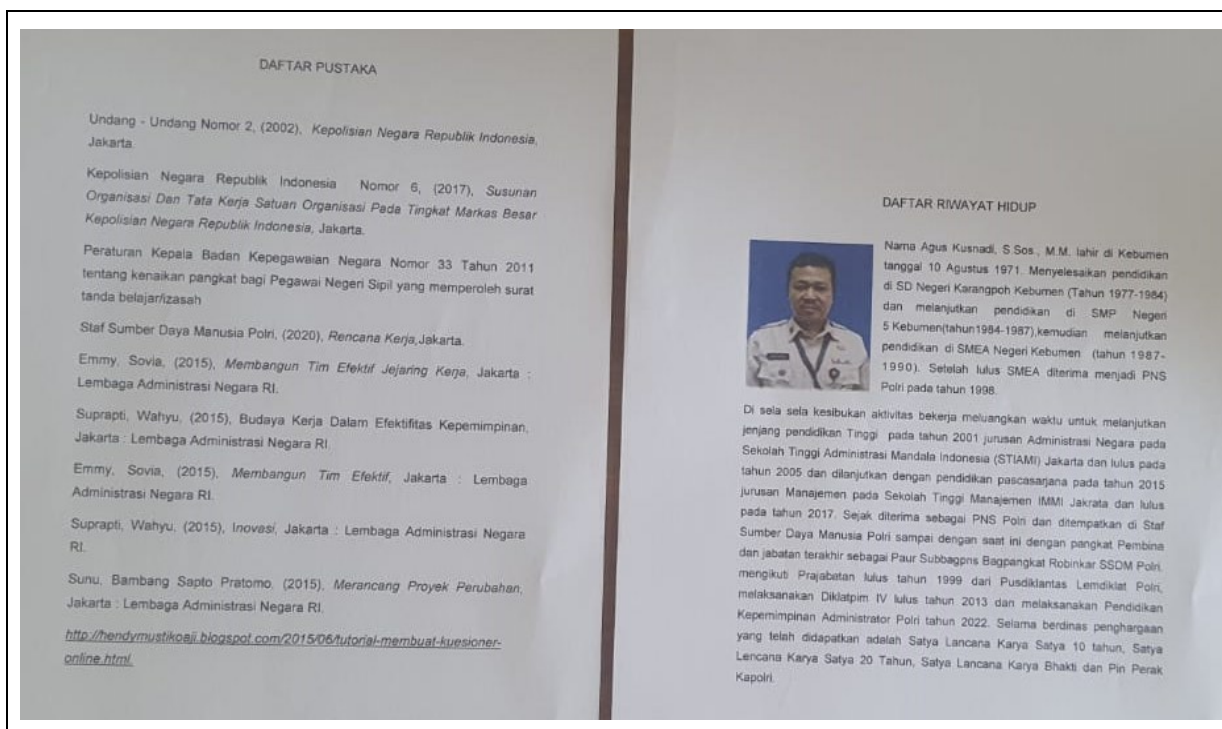 DAFTAR PUSTAKA
Undang - Undang Nomor 2, (2002), Kepolisian Negara Republik Indonesia,
Jakarta.
Kepolisian Negara Republik Indonesia Nomor 6, (2017), Susunan
Organisasi Dan Tata Kerja Satuan Organisasi Pada Tingkat Markas Besar
Kepolisian Negara Republik Indonesia, Jakarta.
Peraturan Kepala Badan Kepegawaian Negara Nomor 33 Tahun 2011
tentang kenaikan pangkat bagi Pegawai Negeri Sipil yang memperoleh surat
tanda belajar/izasah
Staf Sumber Daya Manusia Polri, (2020), Rencana Kerja,Jakarta.
Emmy, Sovia, (2015), Membangun Tim Efektif Jejaring Kerja, Jakarta :
Lembaga Administrasi Negara RI.
Suprapti, Wahyu, (2015), Budaya Kerja Dalam Efektifitas Kepemimpinan,
Jakarta : Lembaga Administrasi Negara RI.
Emmy, Sovia, (2015), Membangun Tim Efektif, Jakarta : Lembaga
Administrasi Negara RI.
Suprapti, Wahyu, (2015), Inovasi, Jakarta : Lembaga Administrasi Negara
RI.
Sunu, Bambang Sapto Pratomo, (2015), Merancang Proyek Perubahan,
Jakarta : Lembaga Administrasi Negara RI.
http://hendymustikoaji.blogspot.com/2015/06/tutorial-membuat-kuesioner-
online.html.
DAFTAR RIWAYAT HIDUP
Nama Agus Kusnadi, S.Sos., M.M. lahir di Kebumen
tanggal 10 Agustus 1971. Menyelesaikan pendidikan
di SD Negeri Karangpoh Kebumen (Tahun 1977-1984)
dan melanjutkan pendidikan di SMP Negeri
5 Kebumen(tahun1984-1987),kemudian melanjutkan
pendidikan di SMEA Negeri Kebumen (tahun 1987-
1990). Setelah lulus SMEA diterima menjadi PNS
Polri pada tahun 1998.
Di sela sela kesibukan aktivitas bekerja meluangkan waktu untuk melanjutkan
jenjang pendidikan Tinggi pada tahun 2001 jurusan Administrasi Negara pada
Sekolah Tinggi Administrasi Mandala Indonesia (STIAMI) Jakarta dan lulus pada
tahun 2005 dan dilanjutkan dengan pendidikan pascasarjana pada tahun 2015
jurusan Manajemen pada Sekolah Tinggi Manajemen IMMI Jakrata dan lulus
pada tahun 2017. Sejak diterima sebagai PNS Polri dan ditempatkan di Staf
Sumber Daya Manusia Polri sampai dengan saat ini dengan pangkat Pembina
dan jabatan terakhir sebagai Paur Subbagpns Bagpangkat Robinkar SSDM Polri.
mengikuti Prajabatan lulus tahun 1999 dari Pusdiklantas Lemdiklat Polri,
melaksanakan Diklatpim IV lulus tahun 2013 dan melaksanakan Pendidikan
Kepemimpinan Administrator Polri tahun 2022. Selama berdinas penghargaan
yang telah didapatkan adalah Satya Lancana Karya Satya 10 tahun, Satya
Lencana Karya Satya 20 Tahun, Satya Lancana Karya Bhakti dan Pin Perak
Kapolri.